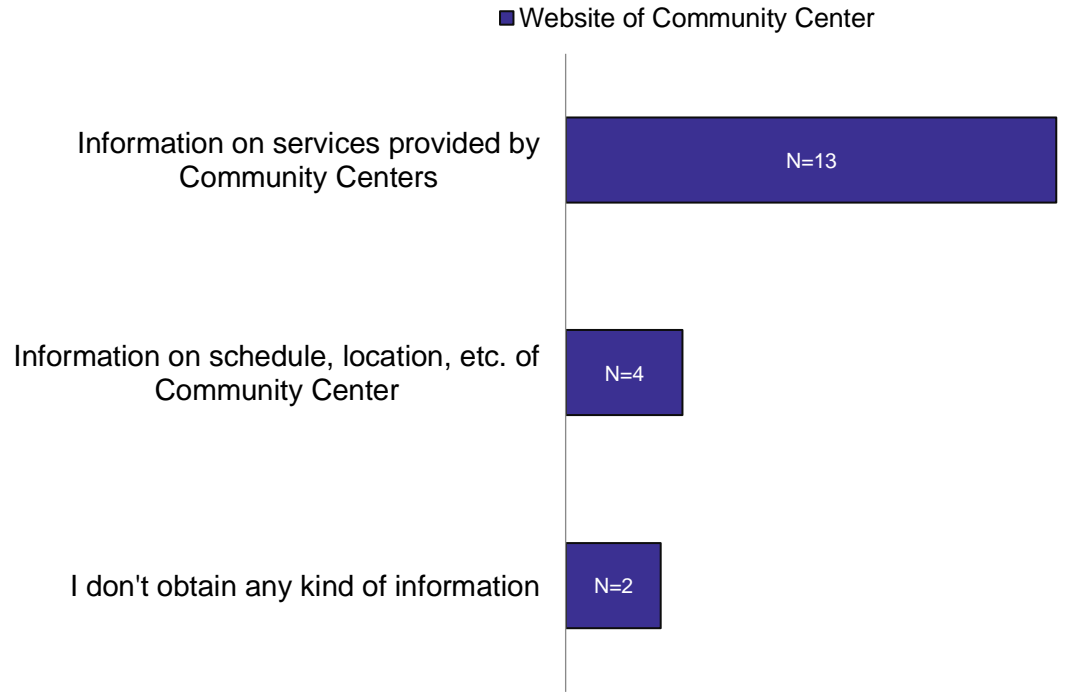 Website of Community Center
Information on services provided by
Community Centers
N=13
Information on schedule, location, etc. of
Community Center
N=4
I don't obtain any kind of information
N=2